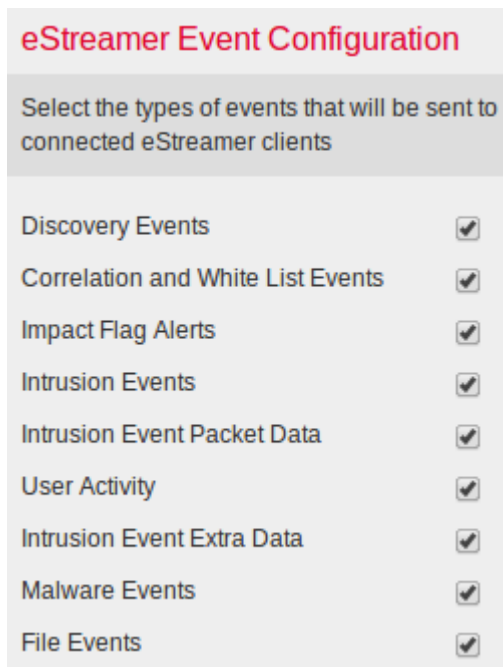 eStreamer Event Configuration
Select the types of events that will be sent to
connected eStreamer clients
Discovery Events
Correlation and White List Events
Impact Flag Alerts
Intrusion Events
Intrusion Event Packet Data
User Activity
Intrusion Event Extra Data
Malware Events
File Events